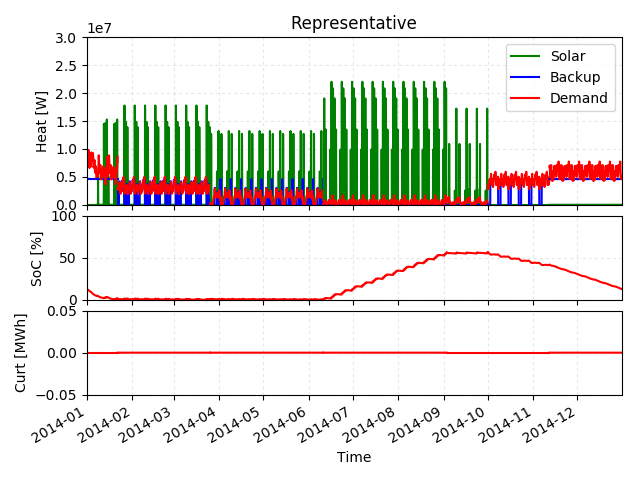 Representative
1e7
3.0
2.5
2.0
1.5
1.0
0.5
0.0
Heat [W]
Solar
Backup
Demand
100
50
0
SoC [%]
0.05
0.00
−0.05
Curt [MWh]
2014-01
2014-02
2014-03
2014-04
2014-05
2014-06
2014-07
2014-08
2014-09
2014-10
2014-11
2014-12
Time